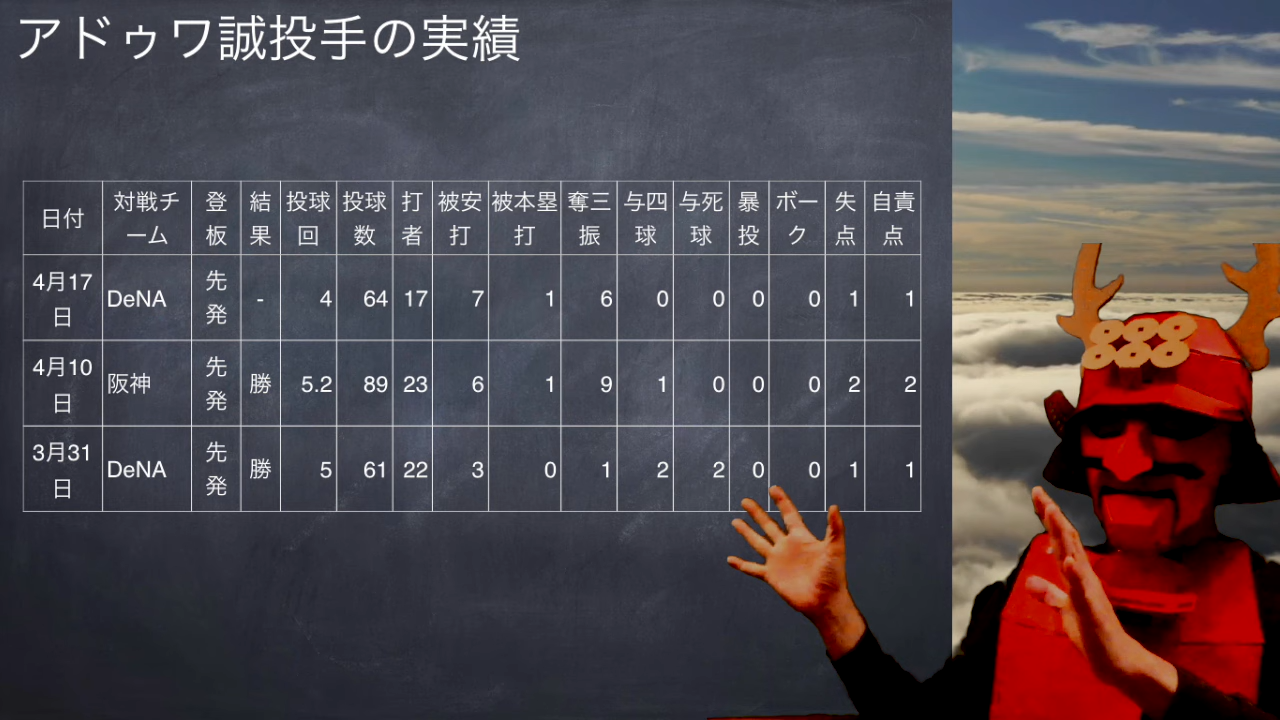 アドゥワ誠投手の実績
日付 対戦チーム 登板 結果 投球回 投球数 打者 被安打 被本塁打 奪三振 与四球 与死球 暴投 ボーク 失点 自責点
4月17日 DeNA 先発 - 4 64 17 7 1 6 0 0 0 0 1 1
4月10日 阪神 先発 勝 5.2 89 23 6 1 9 1 0 0 0 2 2
3月31日 DeNA 先発 勝 5 61 22 3 0 1 2 2 0 0 1 1